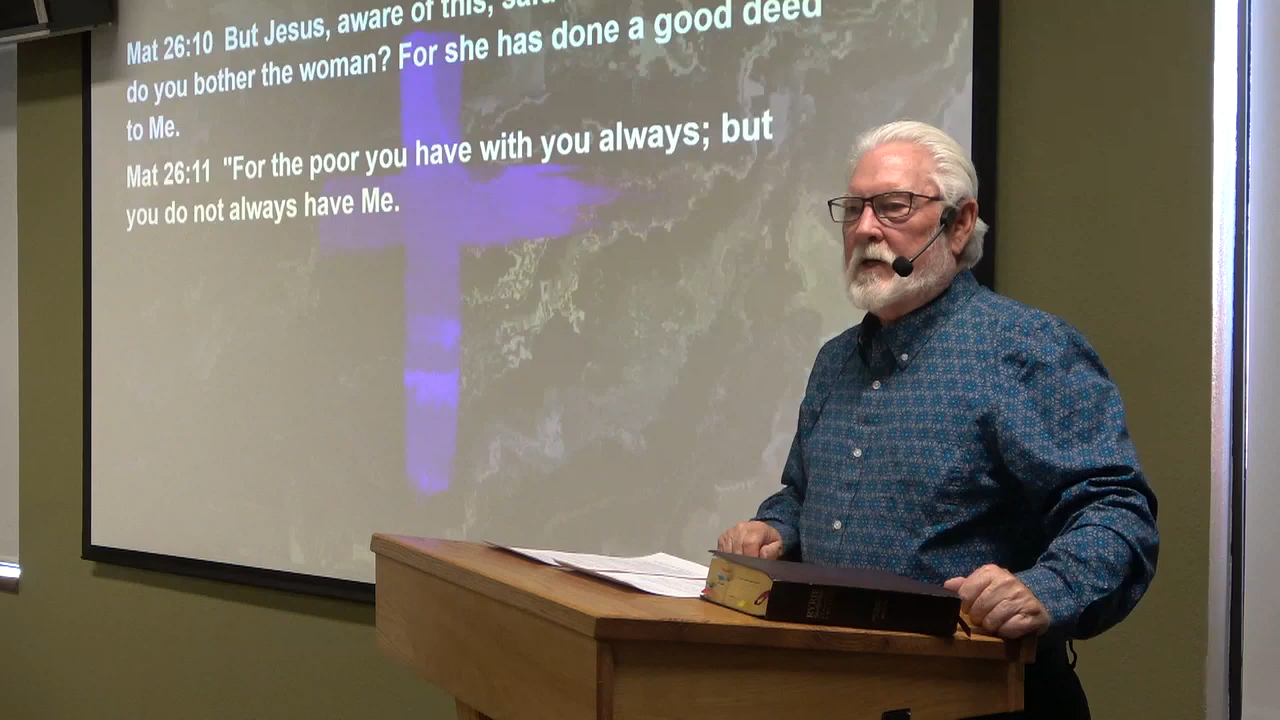 Mat 26:10 But Jesus, aware of this, said
do you bother the woman? For she has done a good deed
to Me.
Mat 26:11 "For the poor you have with you always; but
you do not always have Me.
RYRIE